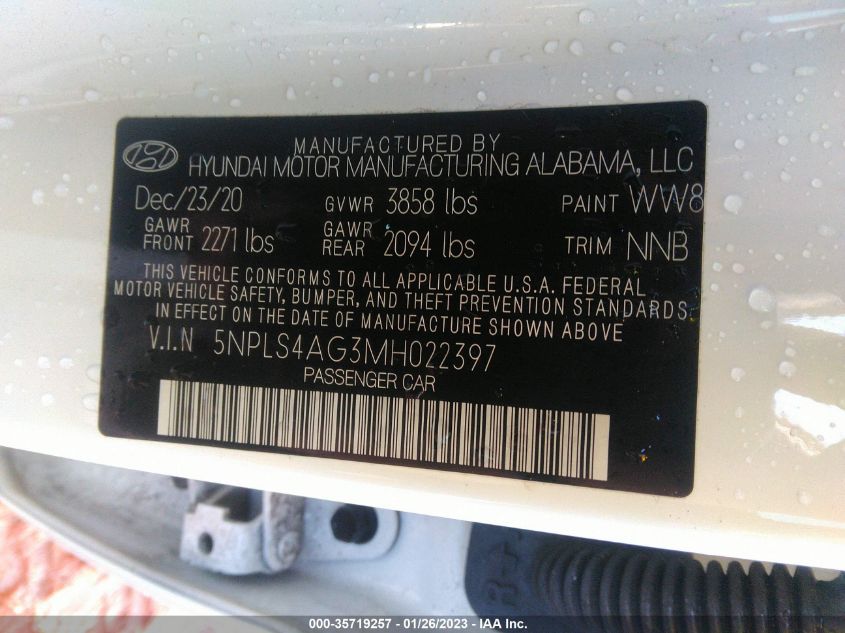 MANUFACTURED BY
HYUNDAI MOTOR MANUFACTURING ALABAMA, LLC
Dec/23/20 GVWR 3858 lbs PAINT WW8
GAWR FRONT 2271 lbs GAWR REAR 2094 lbs TRIM NNB
THIS VEHICLE CONFORMS TO ALL APPLICABLE U.S.A. FEDERAL
MOTOR VEHICLE SAFETY, BUMPER, AND THEFT PREVENTION STANDARDS
IN EFFECT ON THE DATE OF MANUFACTURE SHOWN ABOVE
V.I.N 5NPLS4AG3MH022397
PASSENGER CAR
000-35719257 - 01/26/2023 - IAA Inc.